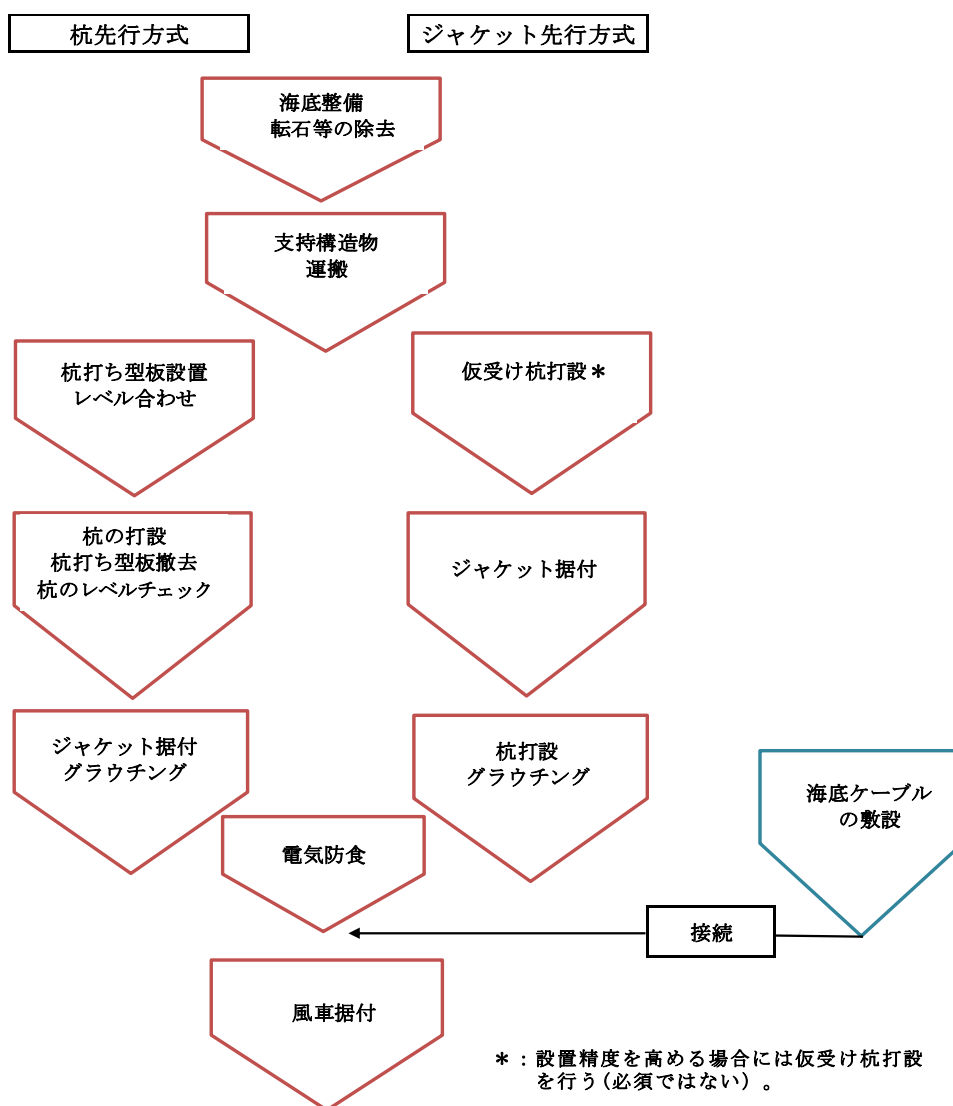 杭先行方式
ジャケット先行方式
海底整備
転石等の除去
支持構造物
運搬
杭打ち型板設置
レベル合わせ
仮受け杭打設＊
杭の打設
杭打ち型板撤去
杭のレベルチェック
ジャケット据付
ジャケット据付
グラウチング
杭打設
グラウチング
海底ケーブル
の敷設
電気防食
接続
風車据付
＊：設置精度を高める場合には仮受け杭打設
を行う(必須ではない）。